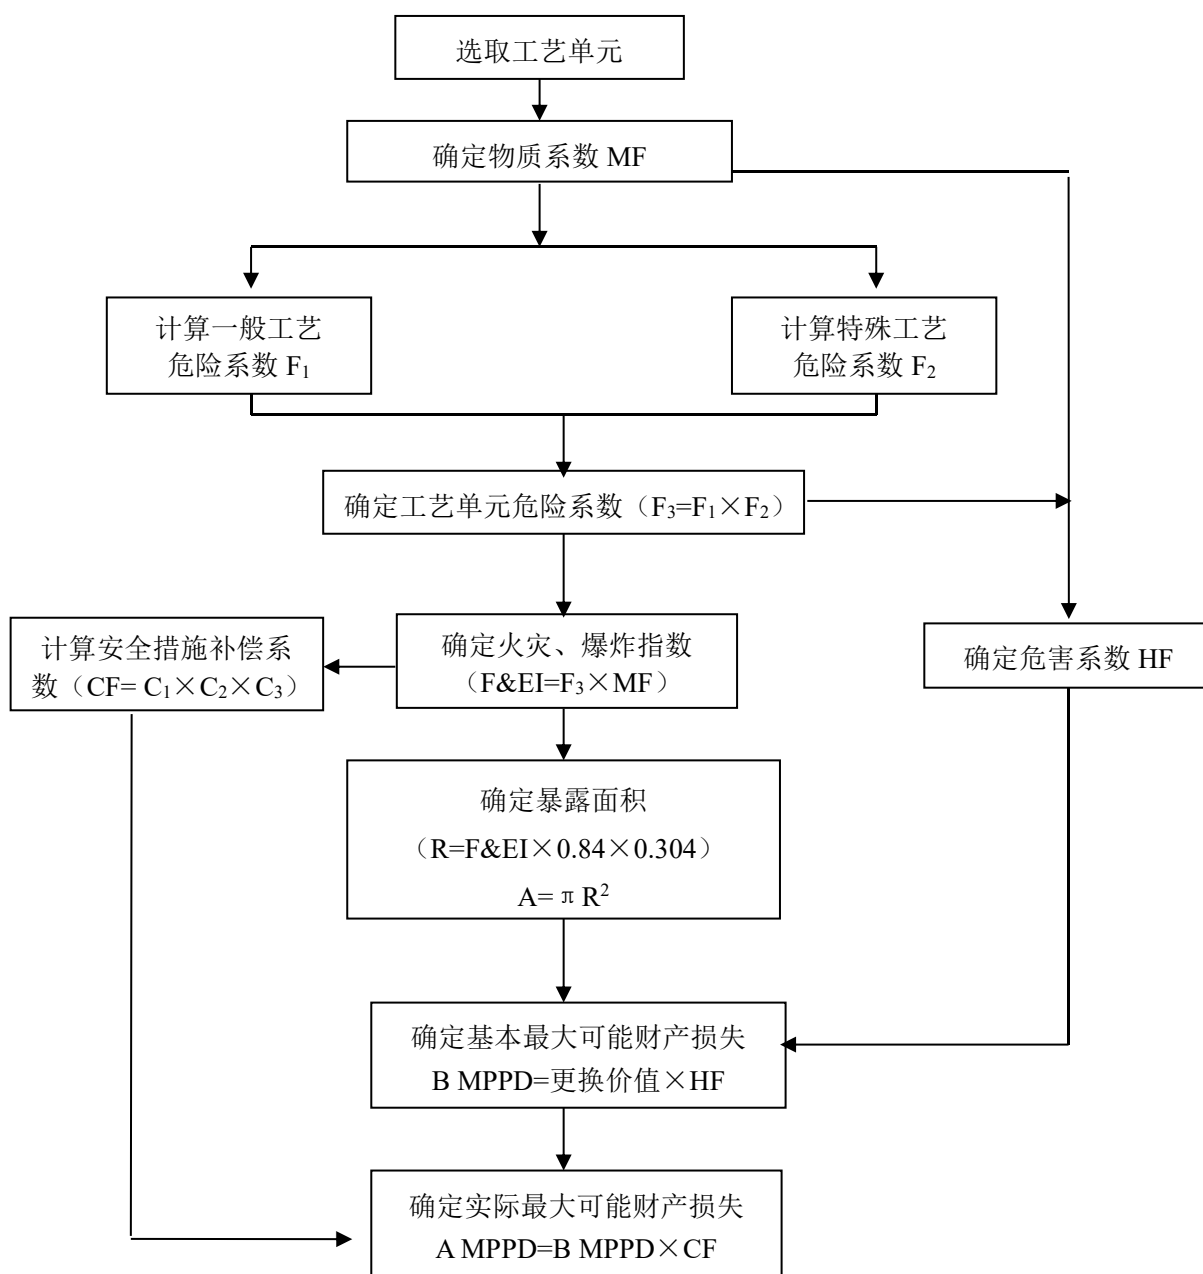 选取工艺单元
确定物质系数 MF
计算一般工艺
危险系数 F₁
计算特殊工艺
危险系数 F₂
确定工艺单元危险系数（F₃=F₁×F₂）
计算安全措施补偿系
数（CF= C₁×C₂×C₃）
确定火灾、爆炸指数
（F&EI=F₃×MF）
确定危害系数 HF
确定暴露面积
（R=F&EI×0.84×0.304）
A= π R²
确定基本最大可能财产损失
B MPPD=更换价值×HF
确定实际最大可能财产损失
A MPPD=B MPPD×CF